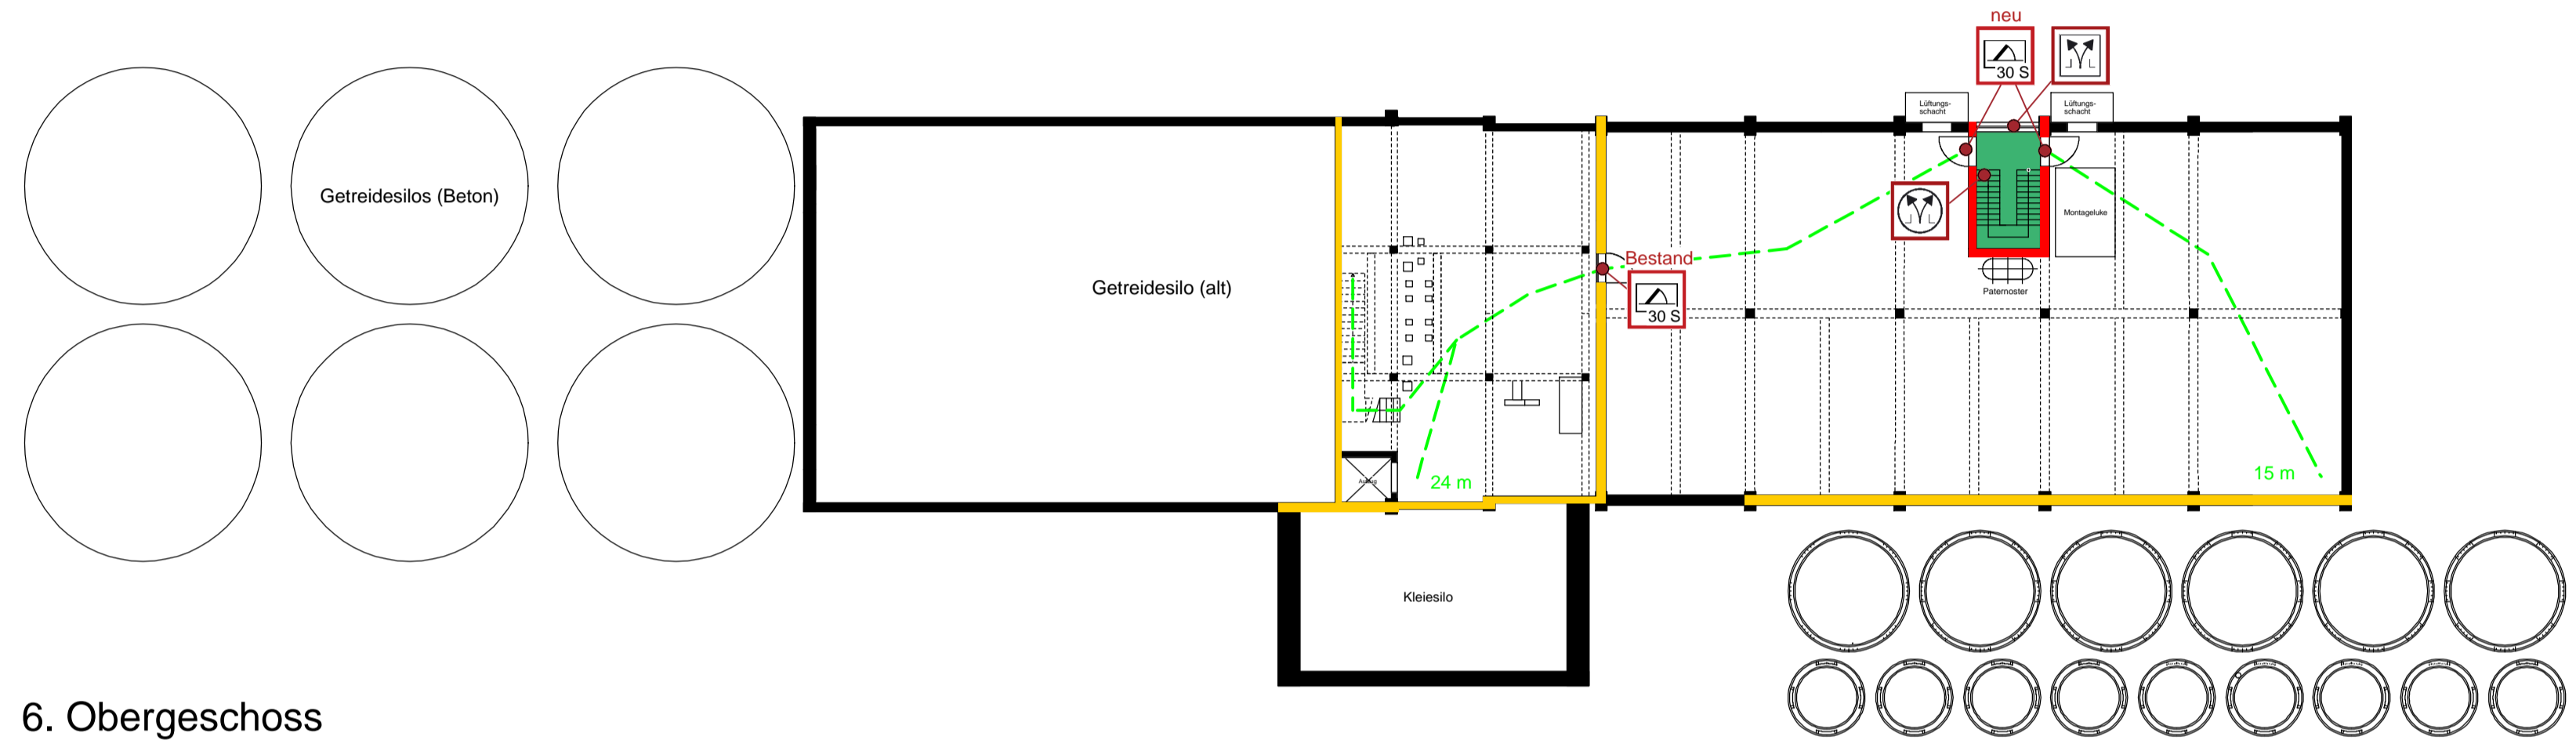 neu
30 S
Lüftungs-
schacht
Lüftungs-
schacht
Getreidesilos (Beton)
Montageluke
Bestand
Getreidesilo (alt)
Paternoster
30 S
24 m
15 m
Aufzug
Kleiesilo
6. Obergeschoss